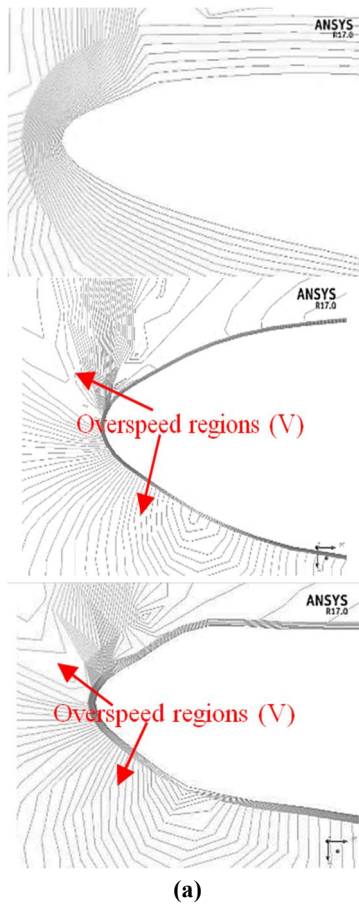 ANSYS
R17.0
ANSYS
R17.0
Overspeed regions (V)
ANSYS
R17.0
Overspeed regions (V)
(a)